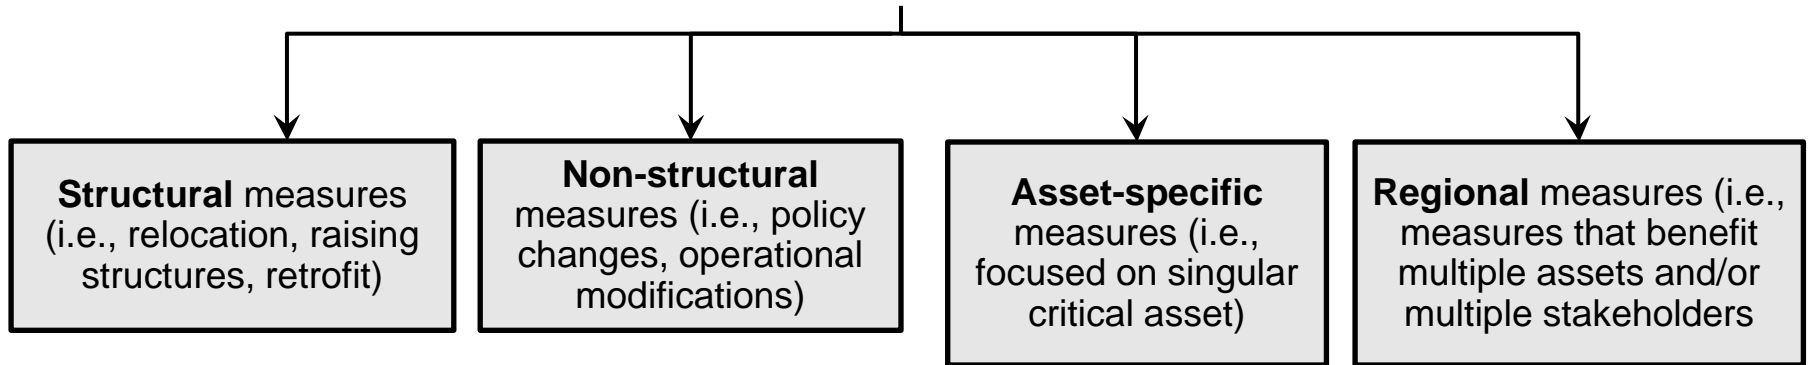 Structural measures
(i.e., relocation, raising
structures, retrofit)
Non-structural
measures (i.e., policy
changes, operational
modifications)
Asset-specific
measures (i.e.,
focused on singular
critical asset)
Regional measures (i.e.,
measures that benefit
multiple assets and/or
multiple stakeholders